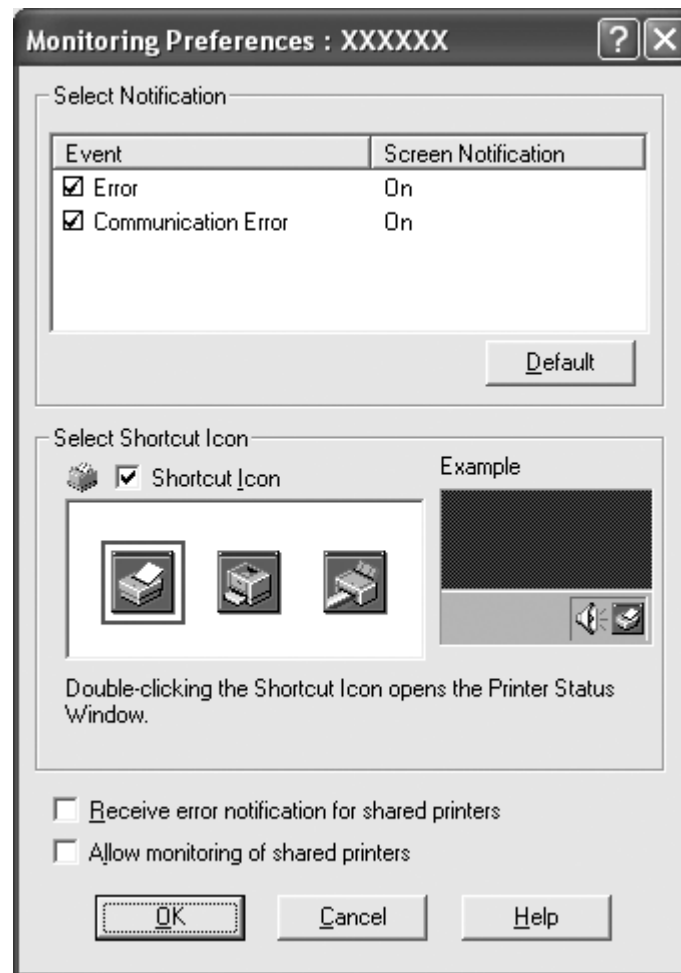 Monitoring Preferences : XXXXXX
Select Notification
Event Screen Notification
Error On
Communication Error On
Default
Select Shortcut Icon
Shortcut Icon
Example
Double-clicking the Shortcut Icon opens the Printer Status
Window.
Receive error notification for shared printers
Allow monitoring of shared printers
OK Cancel Help